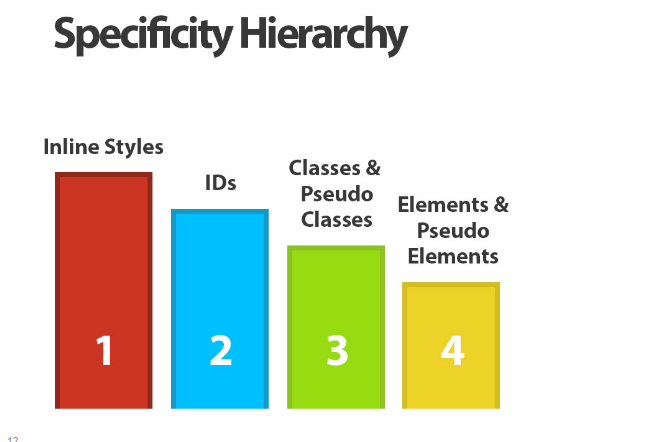 Specificity Hierarchy
Inline Styles
IDs
Classes &
Pseudo
Classes
Elements &
Pseudo
Elements
1
2
3
4
12